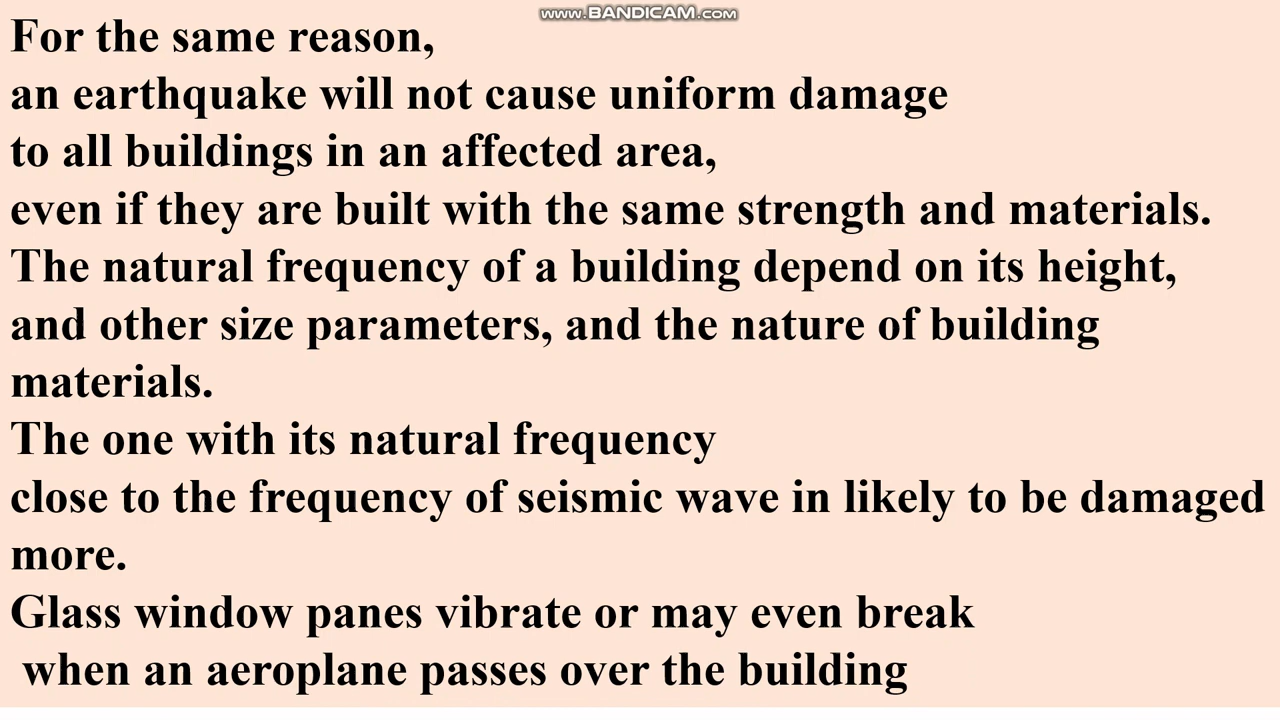 www.BANDICAM.com
For the same reason,
an earthquake will not cause uniform damage
to all buildings in an affected area,
even if they are built with the same strength and materials.
The natural frequency of a building depend on its height,
and other size parameters, and the nature of building
materials.
The one with its natural frequency
close to the frequency of seismic wave in likely to be damaged
more.
Glass window panes vibrate or may even break
when an aeroplane passes over the building